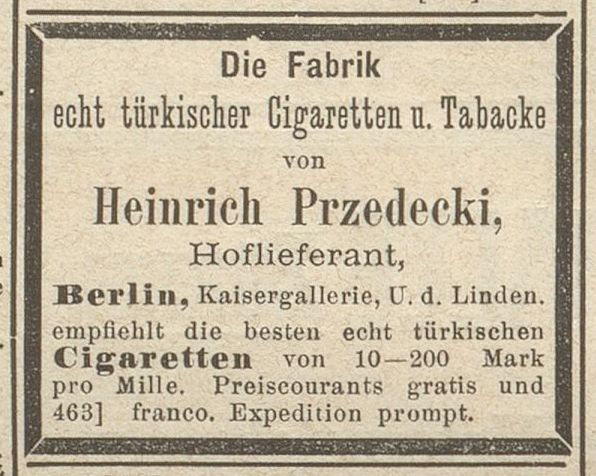 Die Fabrik
echt türkischer Cigaretten u. Tabacke
von
Heinrich Przedecki,
Hoflieferant,
Berlin, Kaisergallerie, U. d. Linden.
empfiehlt die besten echt türkischen
Cigaretten von 10—200 Mark
pro Mille. Preiscourants gratis und
463] franco. Expedition prompt.